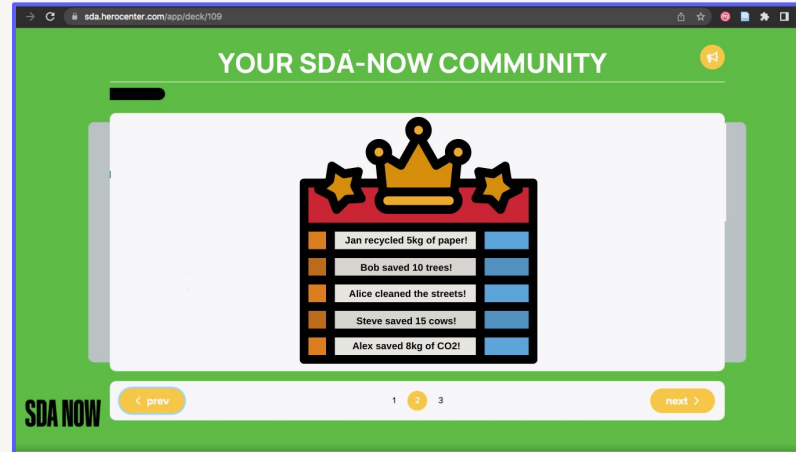 sda.herocenter.com/app/deck/109
YOUR SDA-NOW COMMUNITY
Jan recycled 5kg of paper!
Bob saved 10 trees!
Alice cleaned the streets!
Steve saved 15 cows!
Alex saved 8kg of CO2!
< prev 1 2 3 next >
SDA NOW